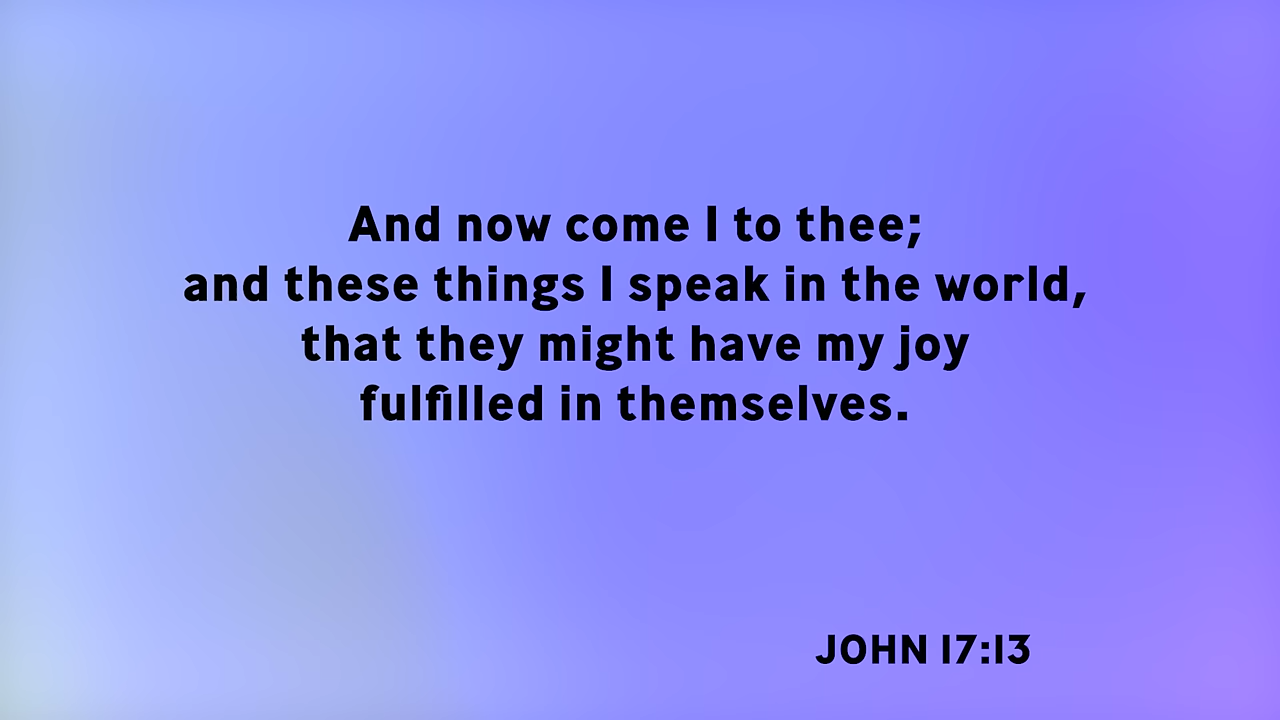 And now come I to thee;
and these things I speak in the world,
that they might have my joy
fulfilled in themselves.
JOHN 17:13